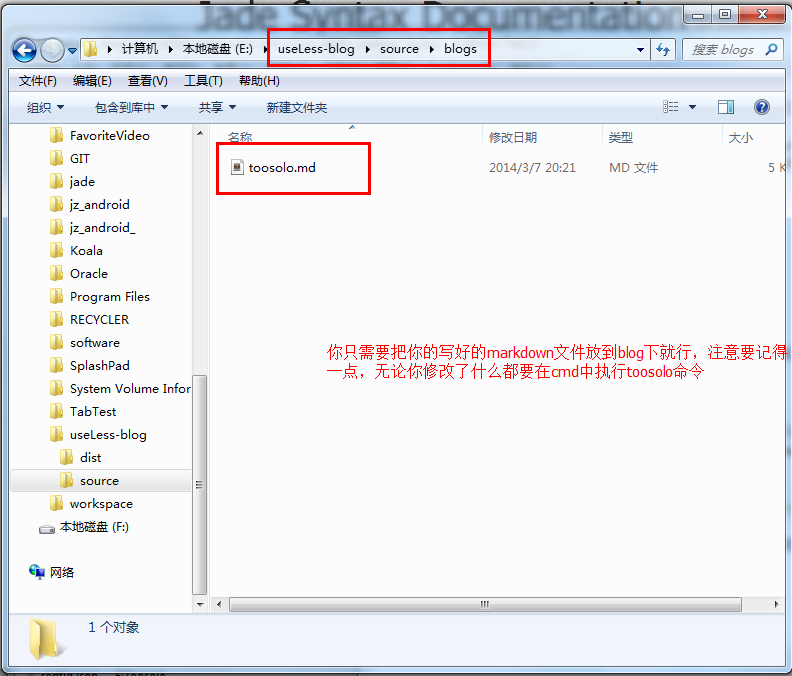 Jade Syntax Documentation
计算机 本地磁盘 (E:) useLess-blog source blogs
搜索 blogs
文件(F) 编辑(E) 查看(V) 工具(T) 帮助(H)
组织 包含到库中 共享 新建文件夹
名称 修改日期 类型 大小
toosolo.md 2014/3/7 20:21 MD 文件 5 K
FavoriteVideo
GIT
jade
jz_android
jz_android_
Koala
Oracle
Program Files
RECYCLER
software
SplashPad
System Volume Infor
TabTest
useLess-blog
dist
source
workspace
本地磁盘 (F:)
网络
你只需要把你的写好的markdown文件放到blog下就行，注意要记得
一点，无论你修改了什么都要在cmd中执行toosolo命令
1 个对象